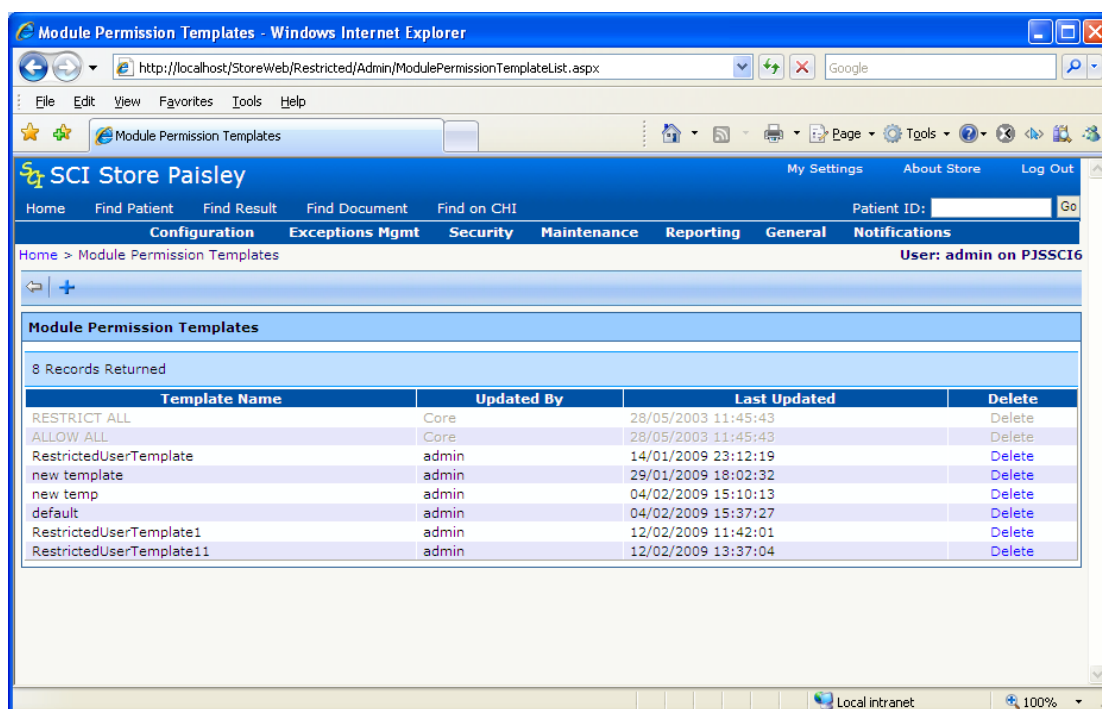 Module Permission Templates - Windows Internet Explorer
http://localhost/StoreWeb/Restricted/Admin/ModulePermissionTemplateList.aspx
Google
File Edit View Favorites Tools Help
Module Permission Templates
Page Tools
SCI Store Paisley
My Settings About Store Log Out
Home Find Patient Find Result Find Document Find on CHI Patient ID: Go
Configuration Exceptions Mgmt Security Maintenance Reporting General Notifications
Home > Module Permission Templates User: admin on PJSSCI6
Module Permission Templates
8 Records Returned
Template Name Updated By Last Updated Delete
RESTRICT ALL Core 28/05/2003 11:45:43 Delete
ALLOW ALL Core 28/05/2003 11:45:43 Delete
RestrictedUserTemplate admin 14/01/2009 23:12:19 Delete
new template admin 29/01/2009 18:02:32 Delete
new temp admin 04/02/2009 15:10:13 Delete
default admin 04/02/2009 15:37:27 Delete
RestrictedUserTemplate1 admin 12/02/2009 11:42:01 Delete
RestrictedUserTemplate11 admin 12/02/2009 13:37:04 Delete
Local intranet 100%